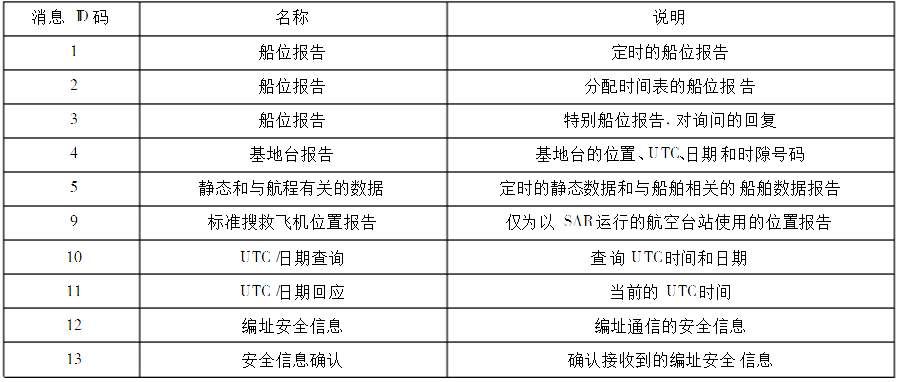 消息 ID码 名称 说明
1 船位报告 定时的船位报告
2 船位报告 分配时间表的船位报告
3 船位报告 特别船位报告,对询问的回复
4 基地台报告 基地台的位置、UTC、日期和时隙号码
5 静态和与航程有关的数据 定时的静态数据和与船舶相关的船舶数据报告
9 标准搜救飞机位置报告 仅为以 SAR运行的航空台站使用的位置报告
10 UTC/日期查询 查询 UTC时间和日期
11 UTC/日期回应 当前的 UTC时间
12 编址安全信息 编址通信的安全信息
13 安全信息确认 确认接收到的编址安全信息